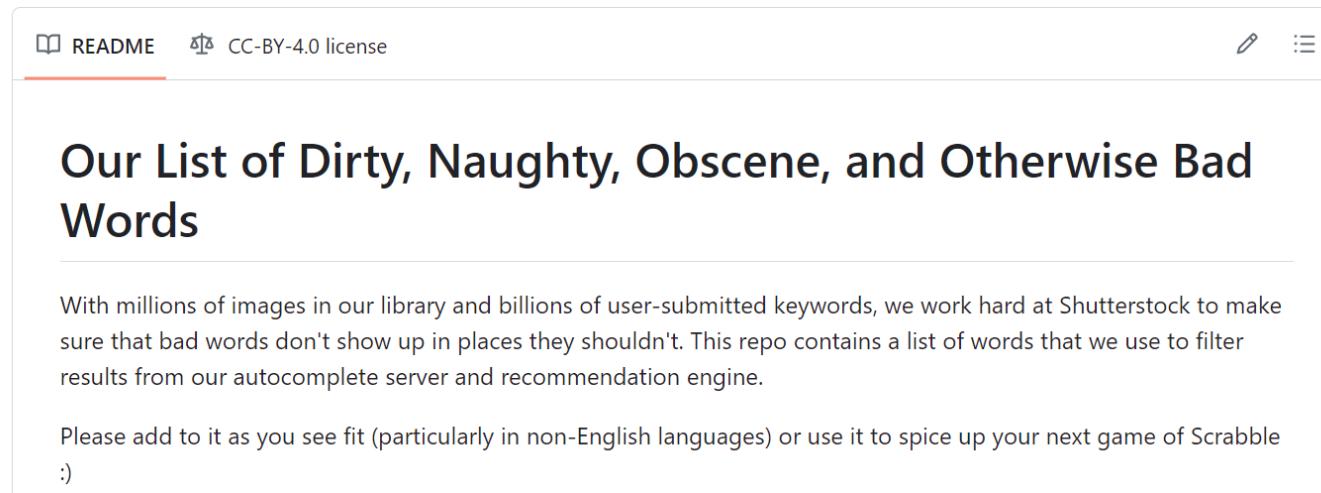 README CC-BY-4.0 license
Our List of Dirty, Naughty, Obscene, and Otherwise Bad
Words
With millions of images in our library and billions of user-submitted keywords, we work hard at Shutterstock to make
sure that bad words don't show up in places they shouldn't. This repo contains a list of words that we use to filter
results from our autocomplete server and recommendation engine.
Please add to it as you see fit (particularly in non-English languages) or use it to spice up your next game of Scrabble
:)